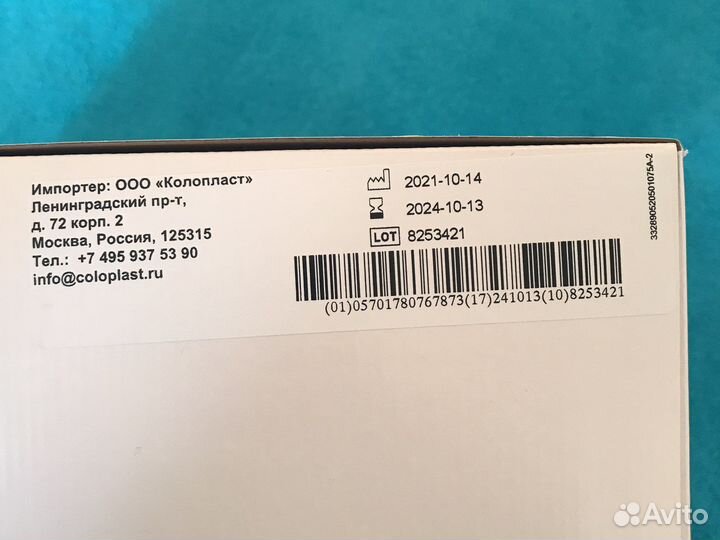 Импортер: ООО «Колопласт»
Ленинградский пр-т,
д. 72 корп. 2
Москва, Россия, 125315
Тел.: +7 495 937 53 90
info@coloplast.ru
2021-10-14
2024-10-13
LOT 8253421
(01)05701780767873(17)241013(10)8253421
332890520501075A-2
Avito